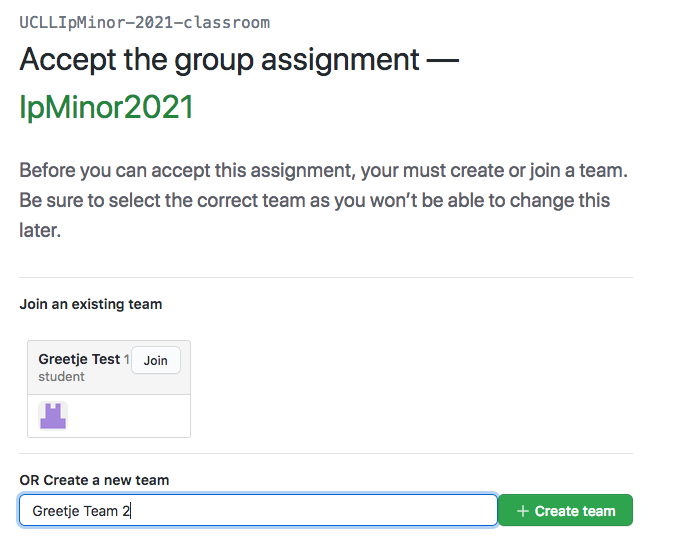 UCLLIpMinor-2021-classroom
Accept the group assignment —
IpMinor2021
Before you can accept this assignment, your must create or join a team.
Be sure to select the correct team as you won't be able to change this
later.
Join an existing team
Greetje Test 1 Join
student
OR Create a new team
Greetje Team 2
+ Create team